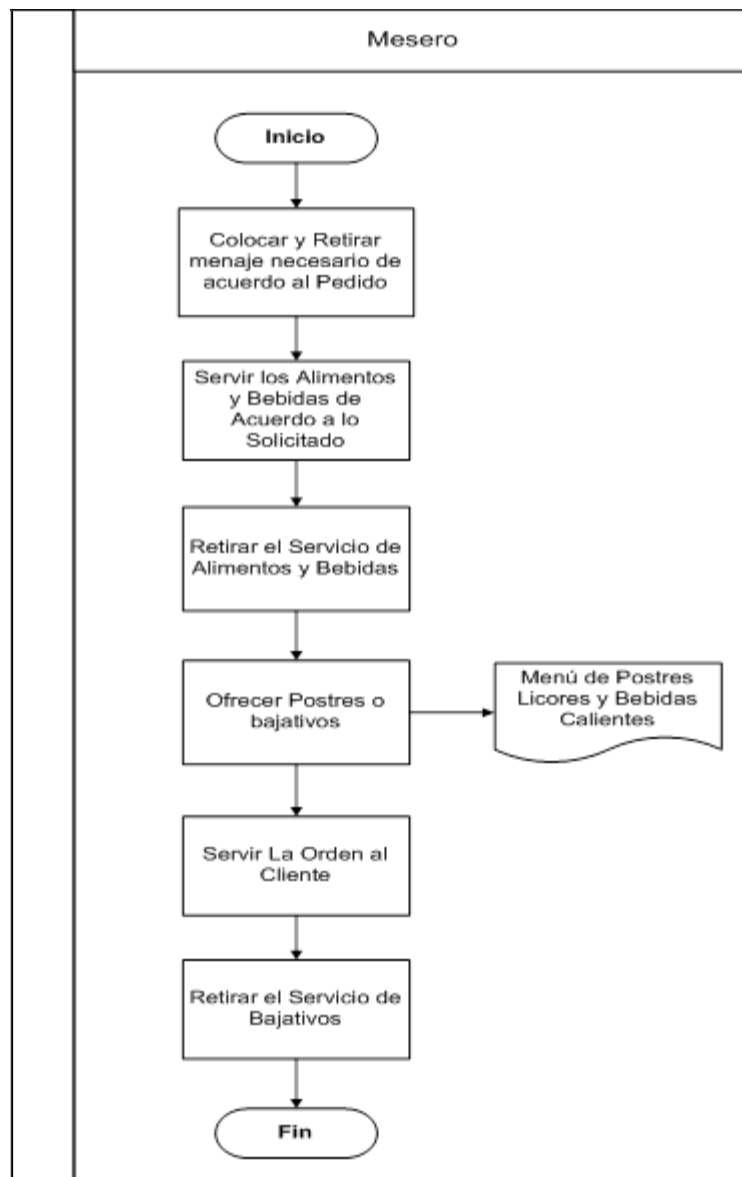 Mesero
Inicio
Colocar y Retirar
menaje necesario de
acuerdo al Pedido
Servir los Alimentos
y Bebidas de
Acuerdo a lo
Solicitado
Retirar el Servicio de
Alimentos y Bebidas
Ofrecer Postres o
bajativos
Menú de Postres
Licores y Bebidas
Calientes
Servir La Orden al
Cliente
Retirar el Servicio de
Bajativos
Fin